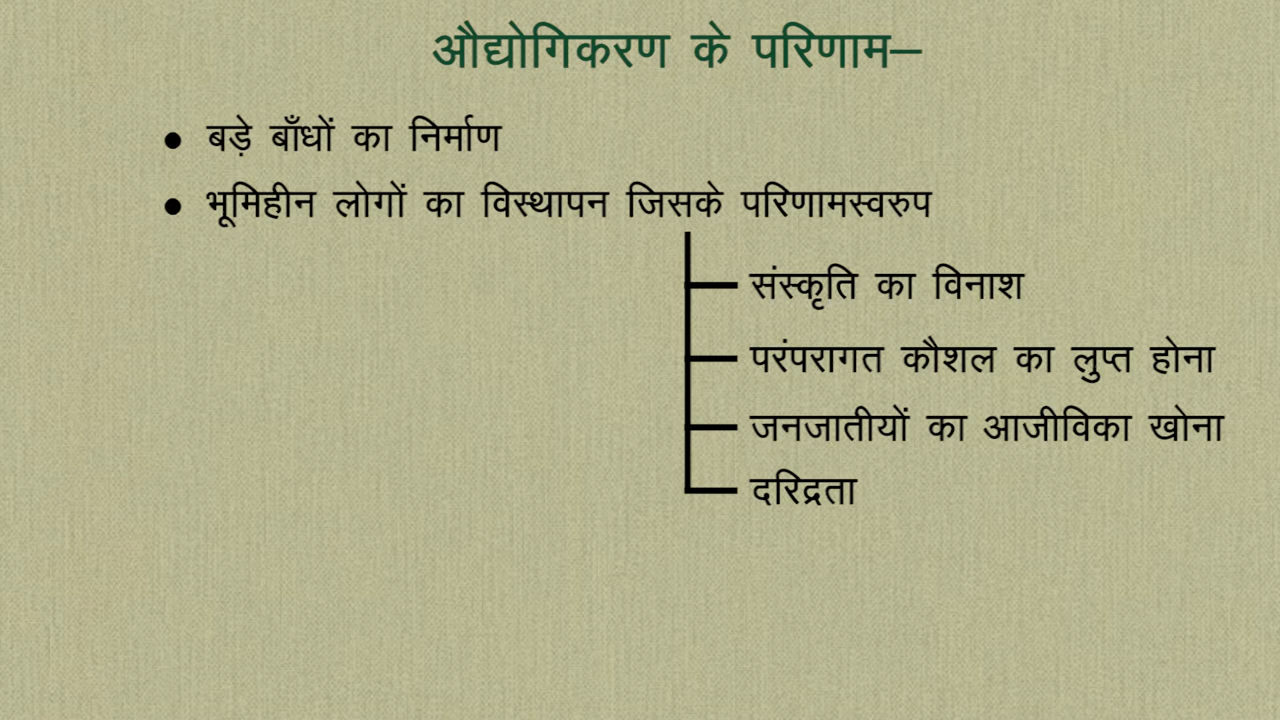 औद्योगिकरण के परिणाम–
• बड़े बाँधों का निर्माण
• भूमिहीन लोगों का विस्थापन जिसके परिणामस्वरुप
संस्कृति का विनाश
परंपरागत कौशल का लुप्त होना
जनजातीयों का आजीविका खोना
दरिद्रता